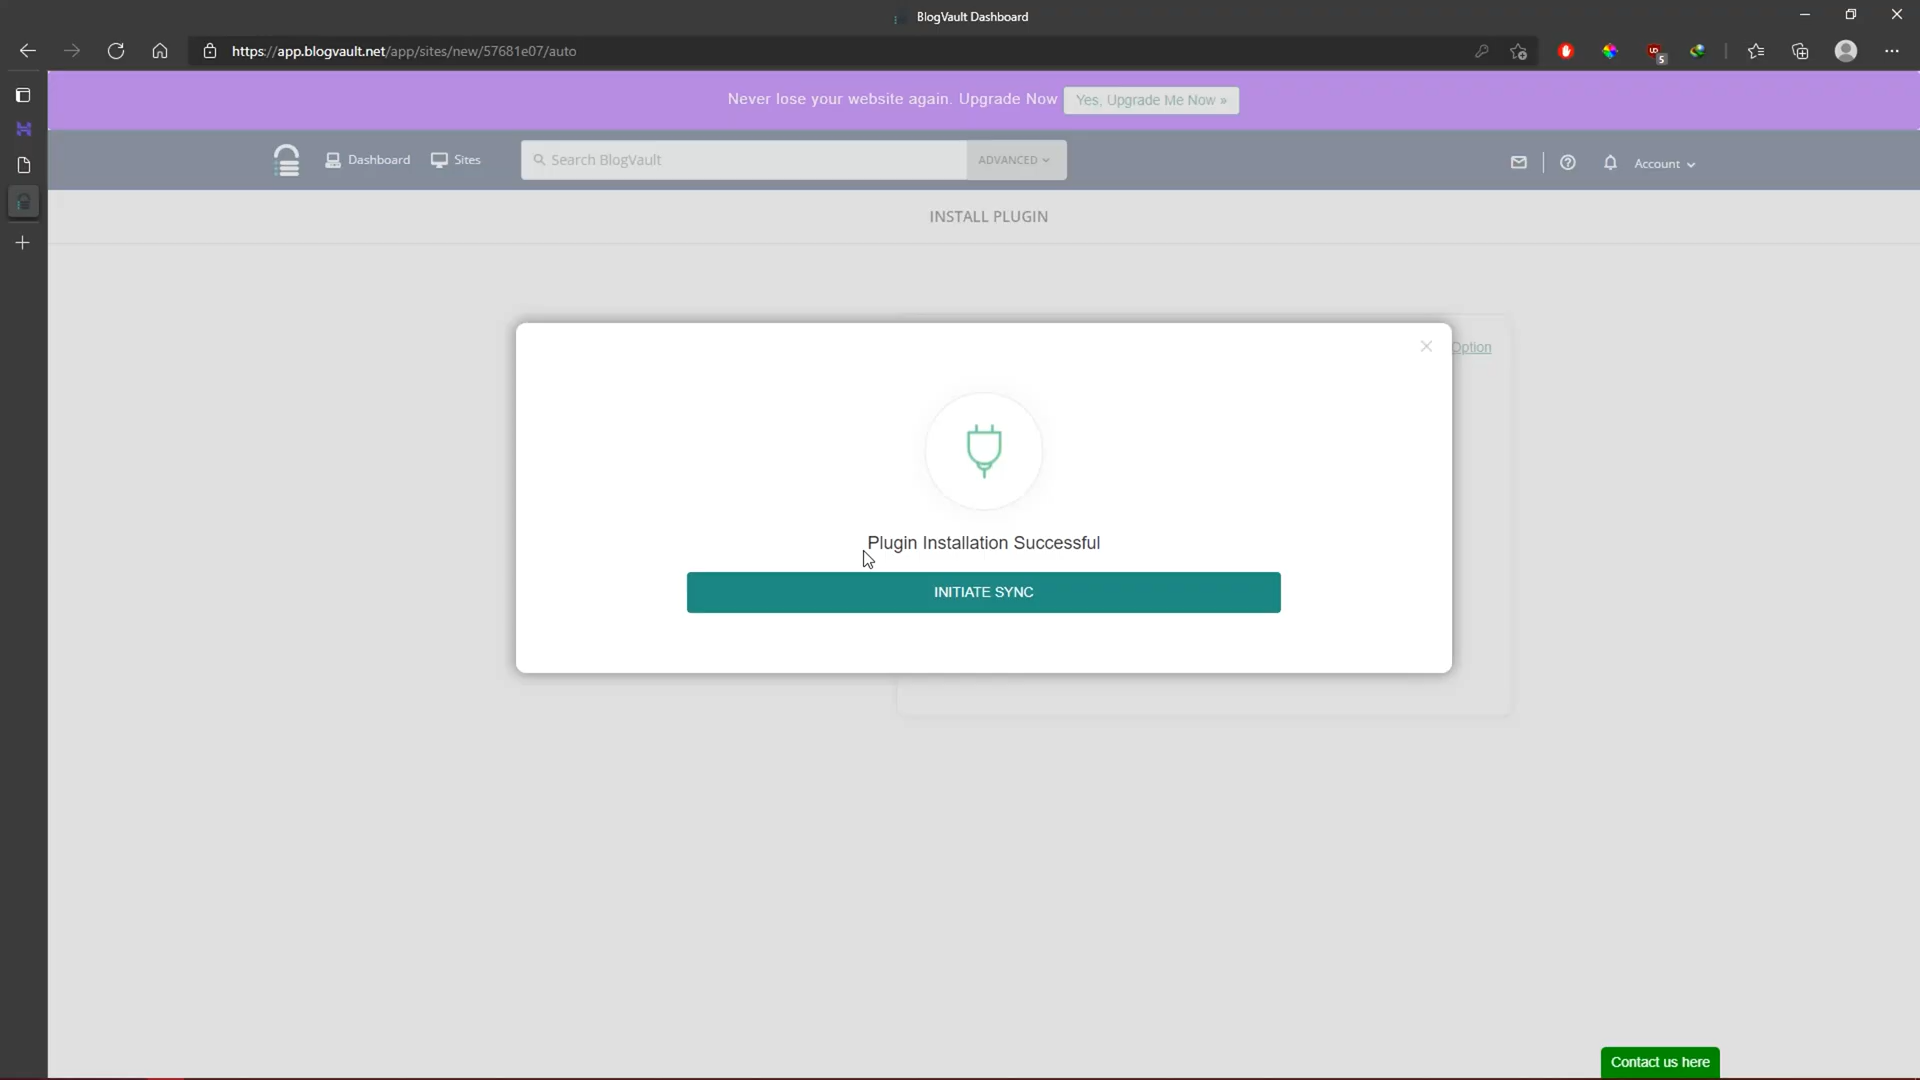 BlogVault Dashboard
https://app.blogvault.net/app/sites/new/57681e07/auto
UD
5
Never lose your website again. Upgrade Now
Yes, Upgrade Me Now »
Dashboard
Sites
Search BlogVault
ADVANCED
Account
INSTALL PLUGIN
Option
Plugin Installation Successful
INITIATE SYNC
Contact us here